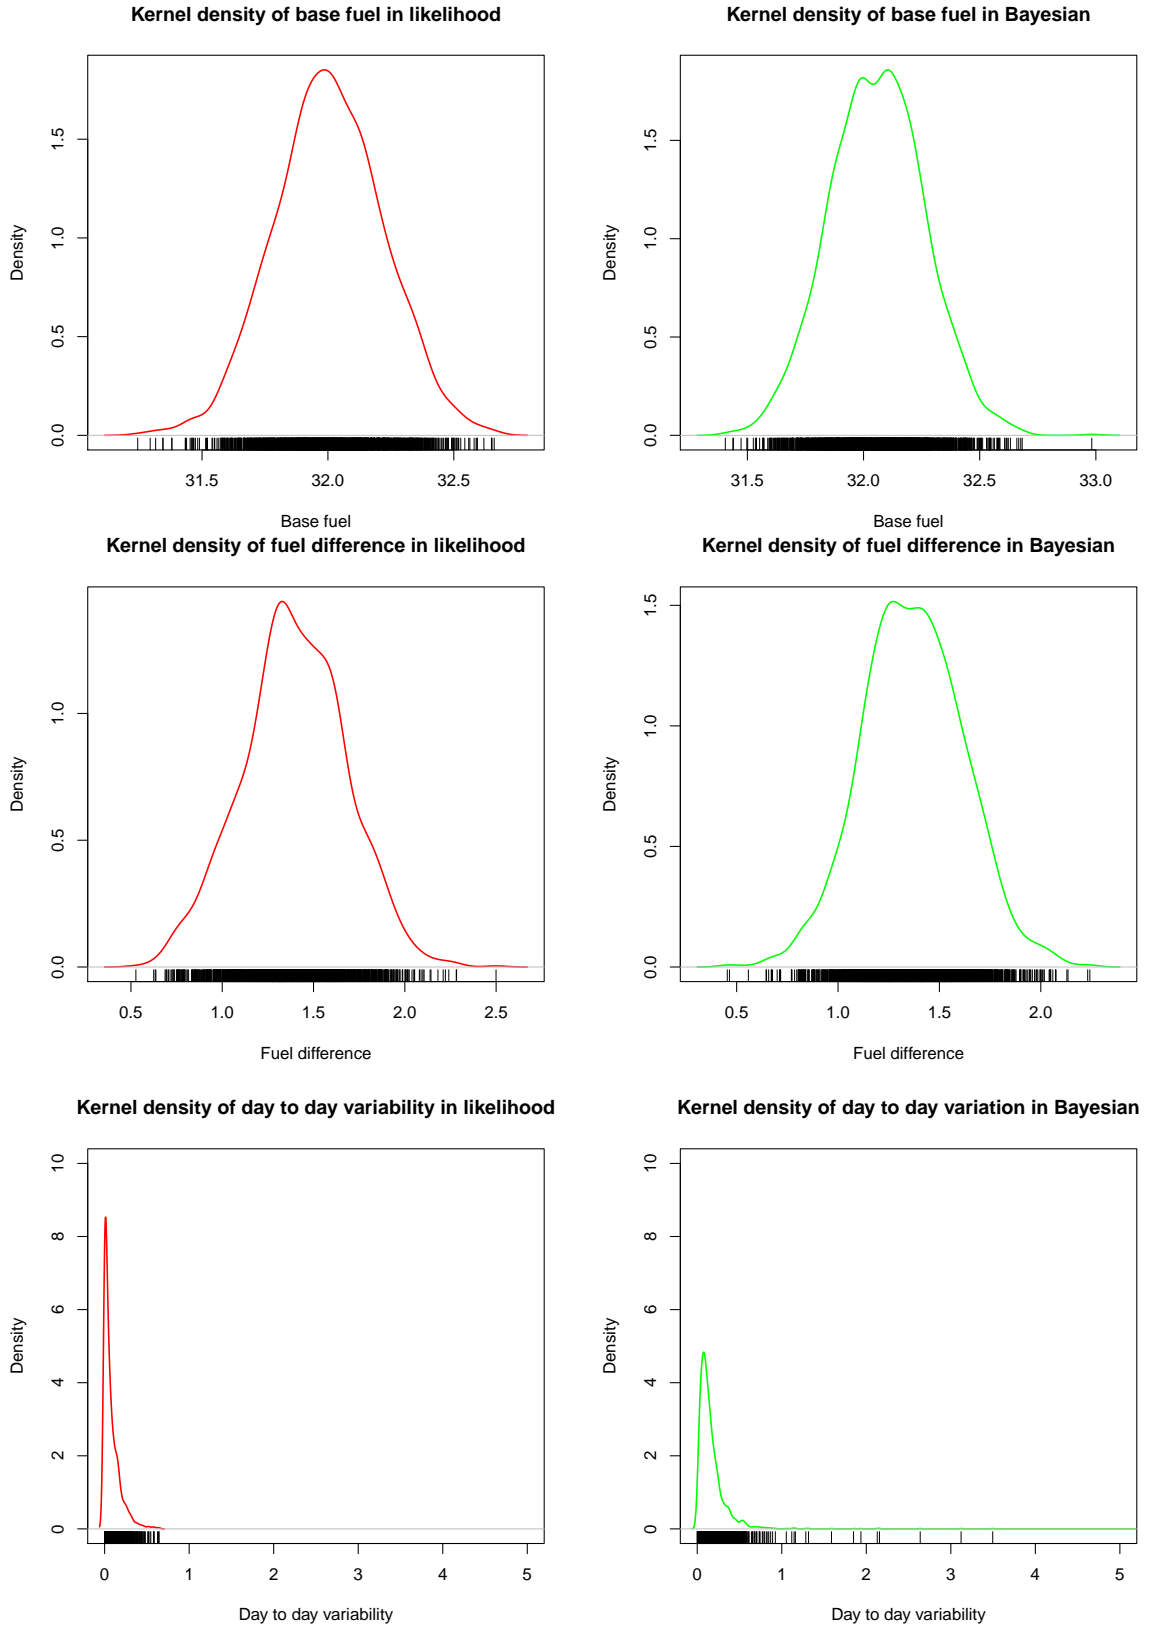 Kernel density of base fuel in likelihood
Density
0.0 0.5 1.0 1.5
31.5 32.0 32.5
Base fuel
Kernel density of base fuel in Bayesian
Density
0.0 0.5 1.0 1.5
31.5 32.0 32.5 33.0
Base fuel
Kernel density of fuel difference in likelihood
Density
0.0 0.5 1.0
0.5 1.0 1.5 2.0 2.5
Fuel difference
Kernel density of fuel difference in Bayesian
Density
0.0 0.5 1.0 1.5
0.5 1.0 1.5 2.0
Fuel difference
Kernel density of day to day variability in likelihood
Density
0 2 4 6 8 10
0 1 2 3 4 5
Day to day variability
Kernel density of day to day variation in Bayesian
Density
0 2 4 6 8 10
0 1 2 3 4 5
Day to day variability